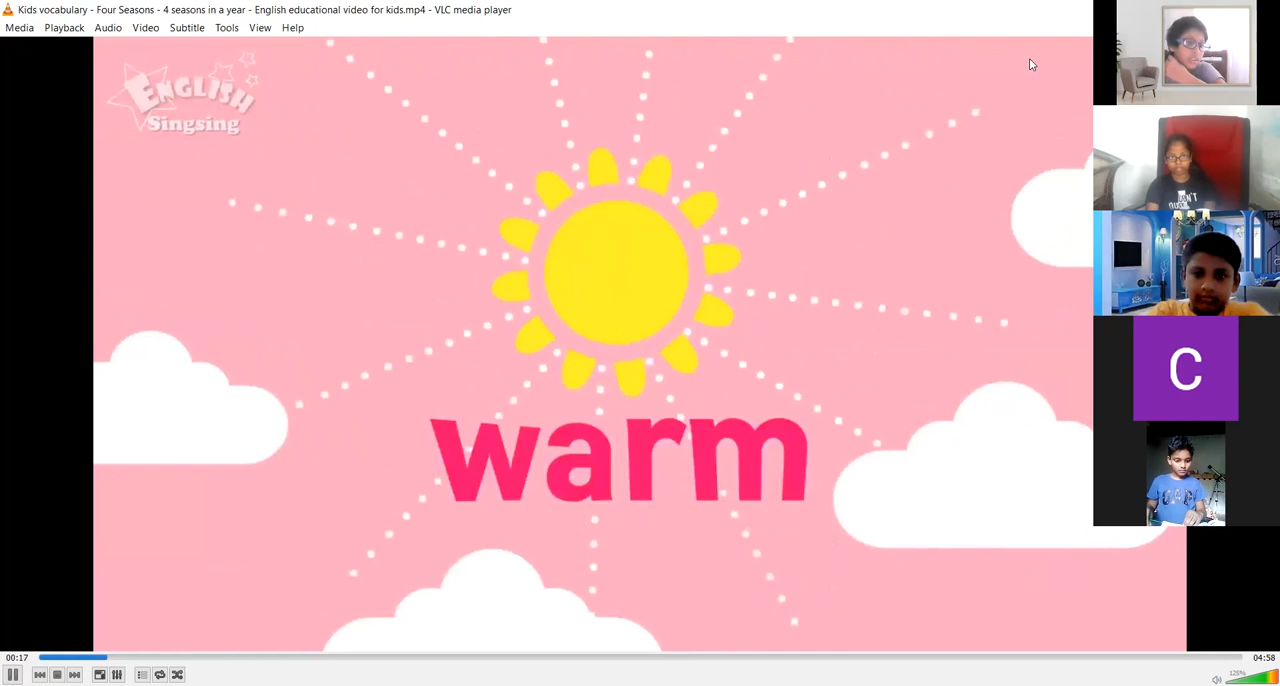 Kids vocabulary - Four Seasons - 4 seasons in a year - English educational video for kids.mp4 - VLC media player
Media Playback Audio Video Subtitle Tools View Help
ENGLISH
Singsing
warm
C
00:17
04:58
125%